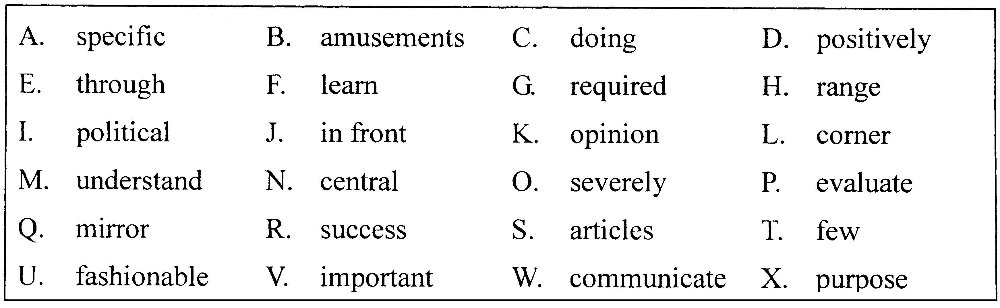 A. specific B. amusements C. doing D. positively
E. through F. learn G. required H. range
I. political J. in front K. opinion L. corner
M. understand N. central O. severely P. evaluate
Q. mirror R. success S. articles T. few
U. fashionable V. important W. communicate X. purpose